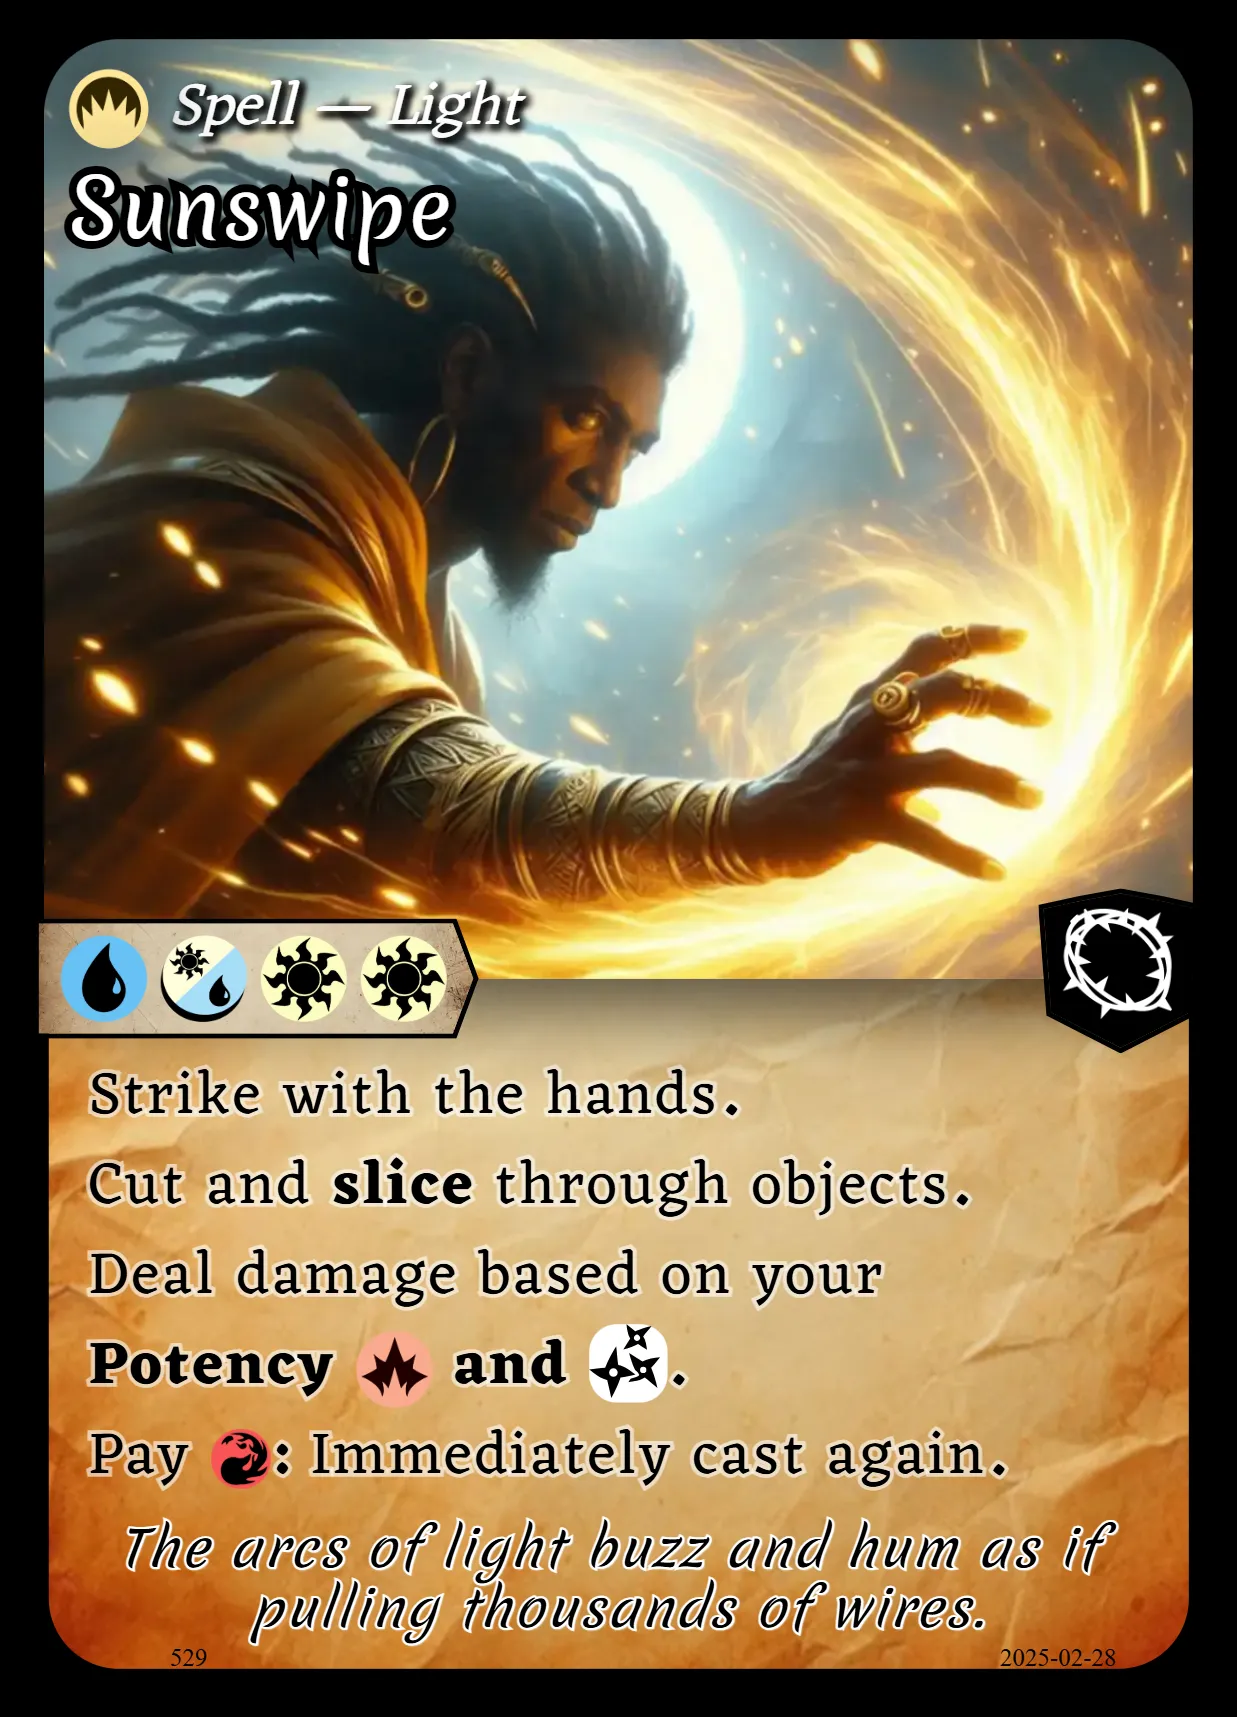 Spell — Light
Sunswipe
Strike with the hands.
Cut and slice through objects.
Deal damage based on your
Potency and .
Pay : Immediately cast again.
The arcs of light buzz and hum as if
pulling thousands of wires.
529
2025-02-28